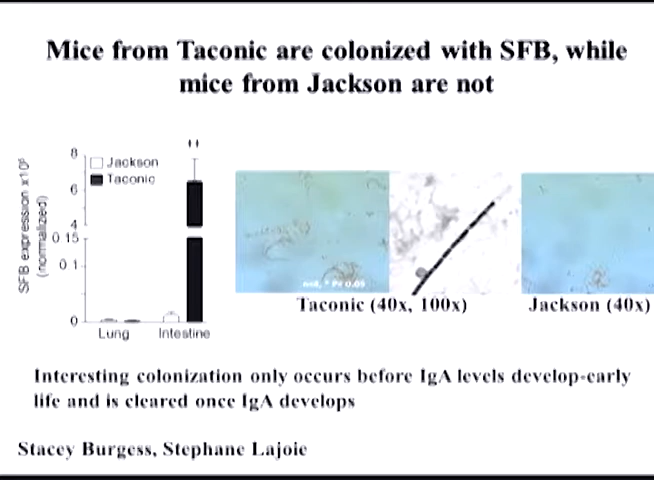 Mice from Taconic are colonized with SFB, while
mice from Jackson are not
SFB expression x10⁶
(normalized)
8
6
4
0.15
0.1
0
Jackson
Taconic
Lung
Intestine
Taconic (40x, 100x)
Jackson (40x)
Interesting colonization only occurs before IgA levels develop-early
life and is cleared once IgA develops
Stacey Burgess, Stephane Lajoie